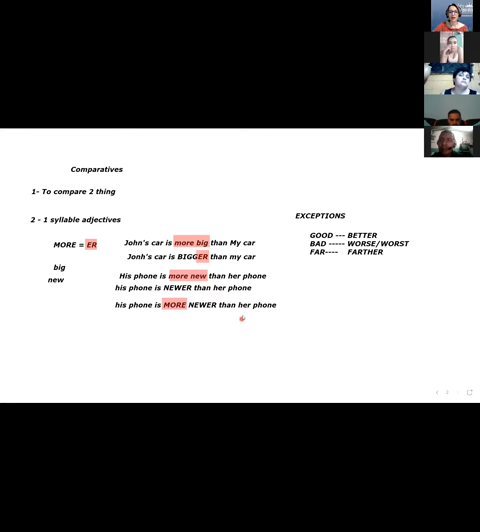 Comparatives
1- To compare 2 thing
2 - 1 syllable adjectives
MORE = ER
big
new
John's car is more big than My car
Jonh's car is BIGGER than my car
His phone is more new than her phone
his phone is NEWER than her phone
his phone is MORE NEWER than her phone
EXCEPTIONS
GOOD --- BETTER
BAD ----- WORSE/WORST
FAR---- FARTHER